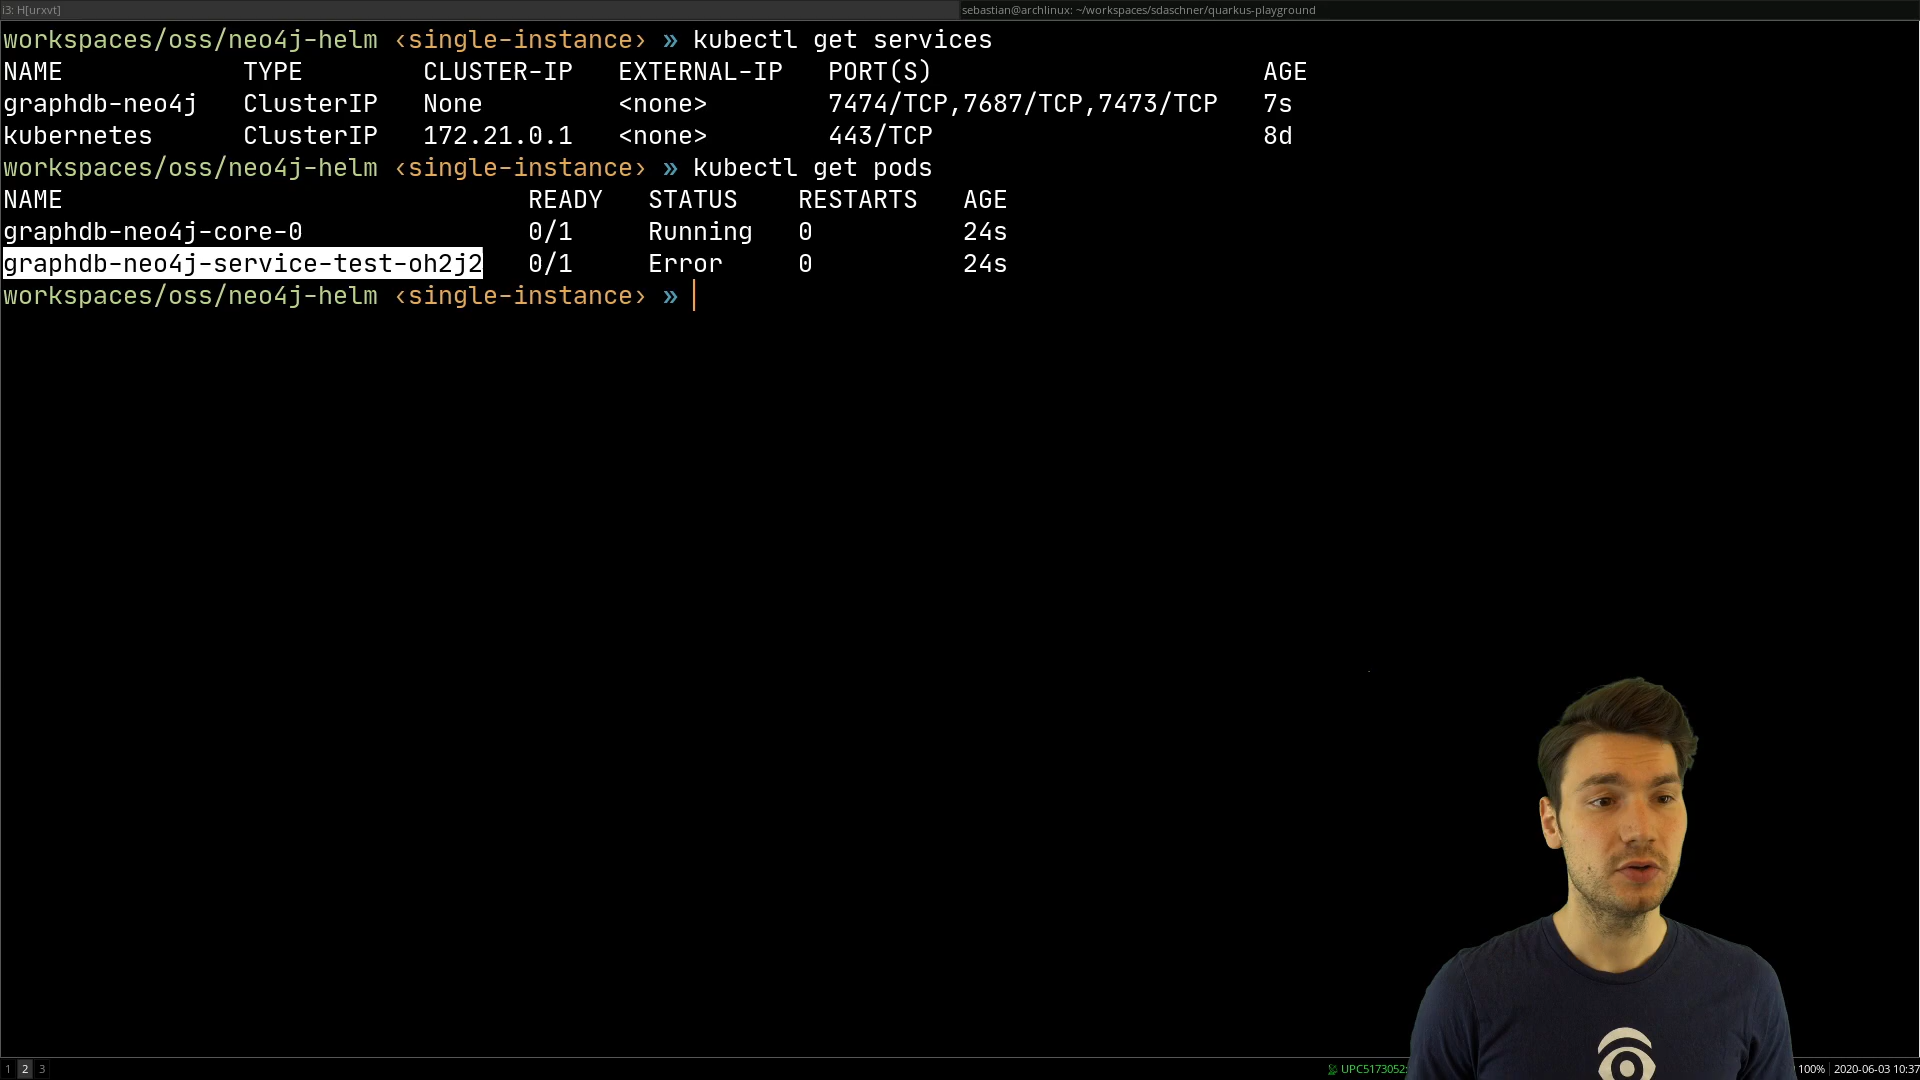 i3: H[urxvt]
sebastian@archlinux: ~/workspaces/sdaschner/quarkus-playground
workspaces/oss/neo4j-helm ‹single-instance› » kubectl get services
NAME TYPE CLUSTER-IP EXTERNAL-IP PORT(S) AGE
graphdb-neo4j ClusterIP None <none> 7474/TCP,7687/TCP,7473/TCP 7s
kubernetes ClusterIP 172.21.0.1 <none> 443/TCP 8d
workspaces/oss/neo4j-helm ‹single-instance› » kubectl get pods
NAME READY STATUS RESTARTS AGE
graphdb-neo4j-core-0 0/1 Running 0 24s
graphdb-neo4j-service-test-oh2j2 0/1 Error 0 24s
workspaces/oss/neo4j-helm ‹single-instance› »
1 2 3
UPC5173052: 100% 2020-06-03 10:37